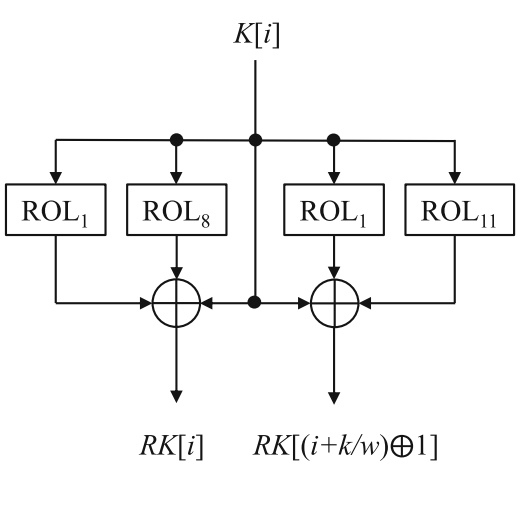 K[i]
ROL₁ ROL₈ ROL₁ ROL₁₁
RK[i] RK[(i+k/w)⊕1]